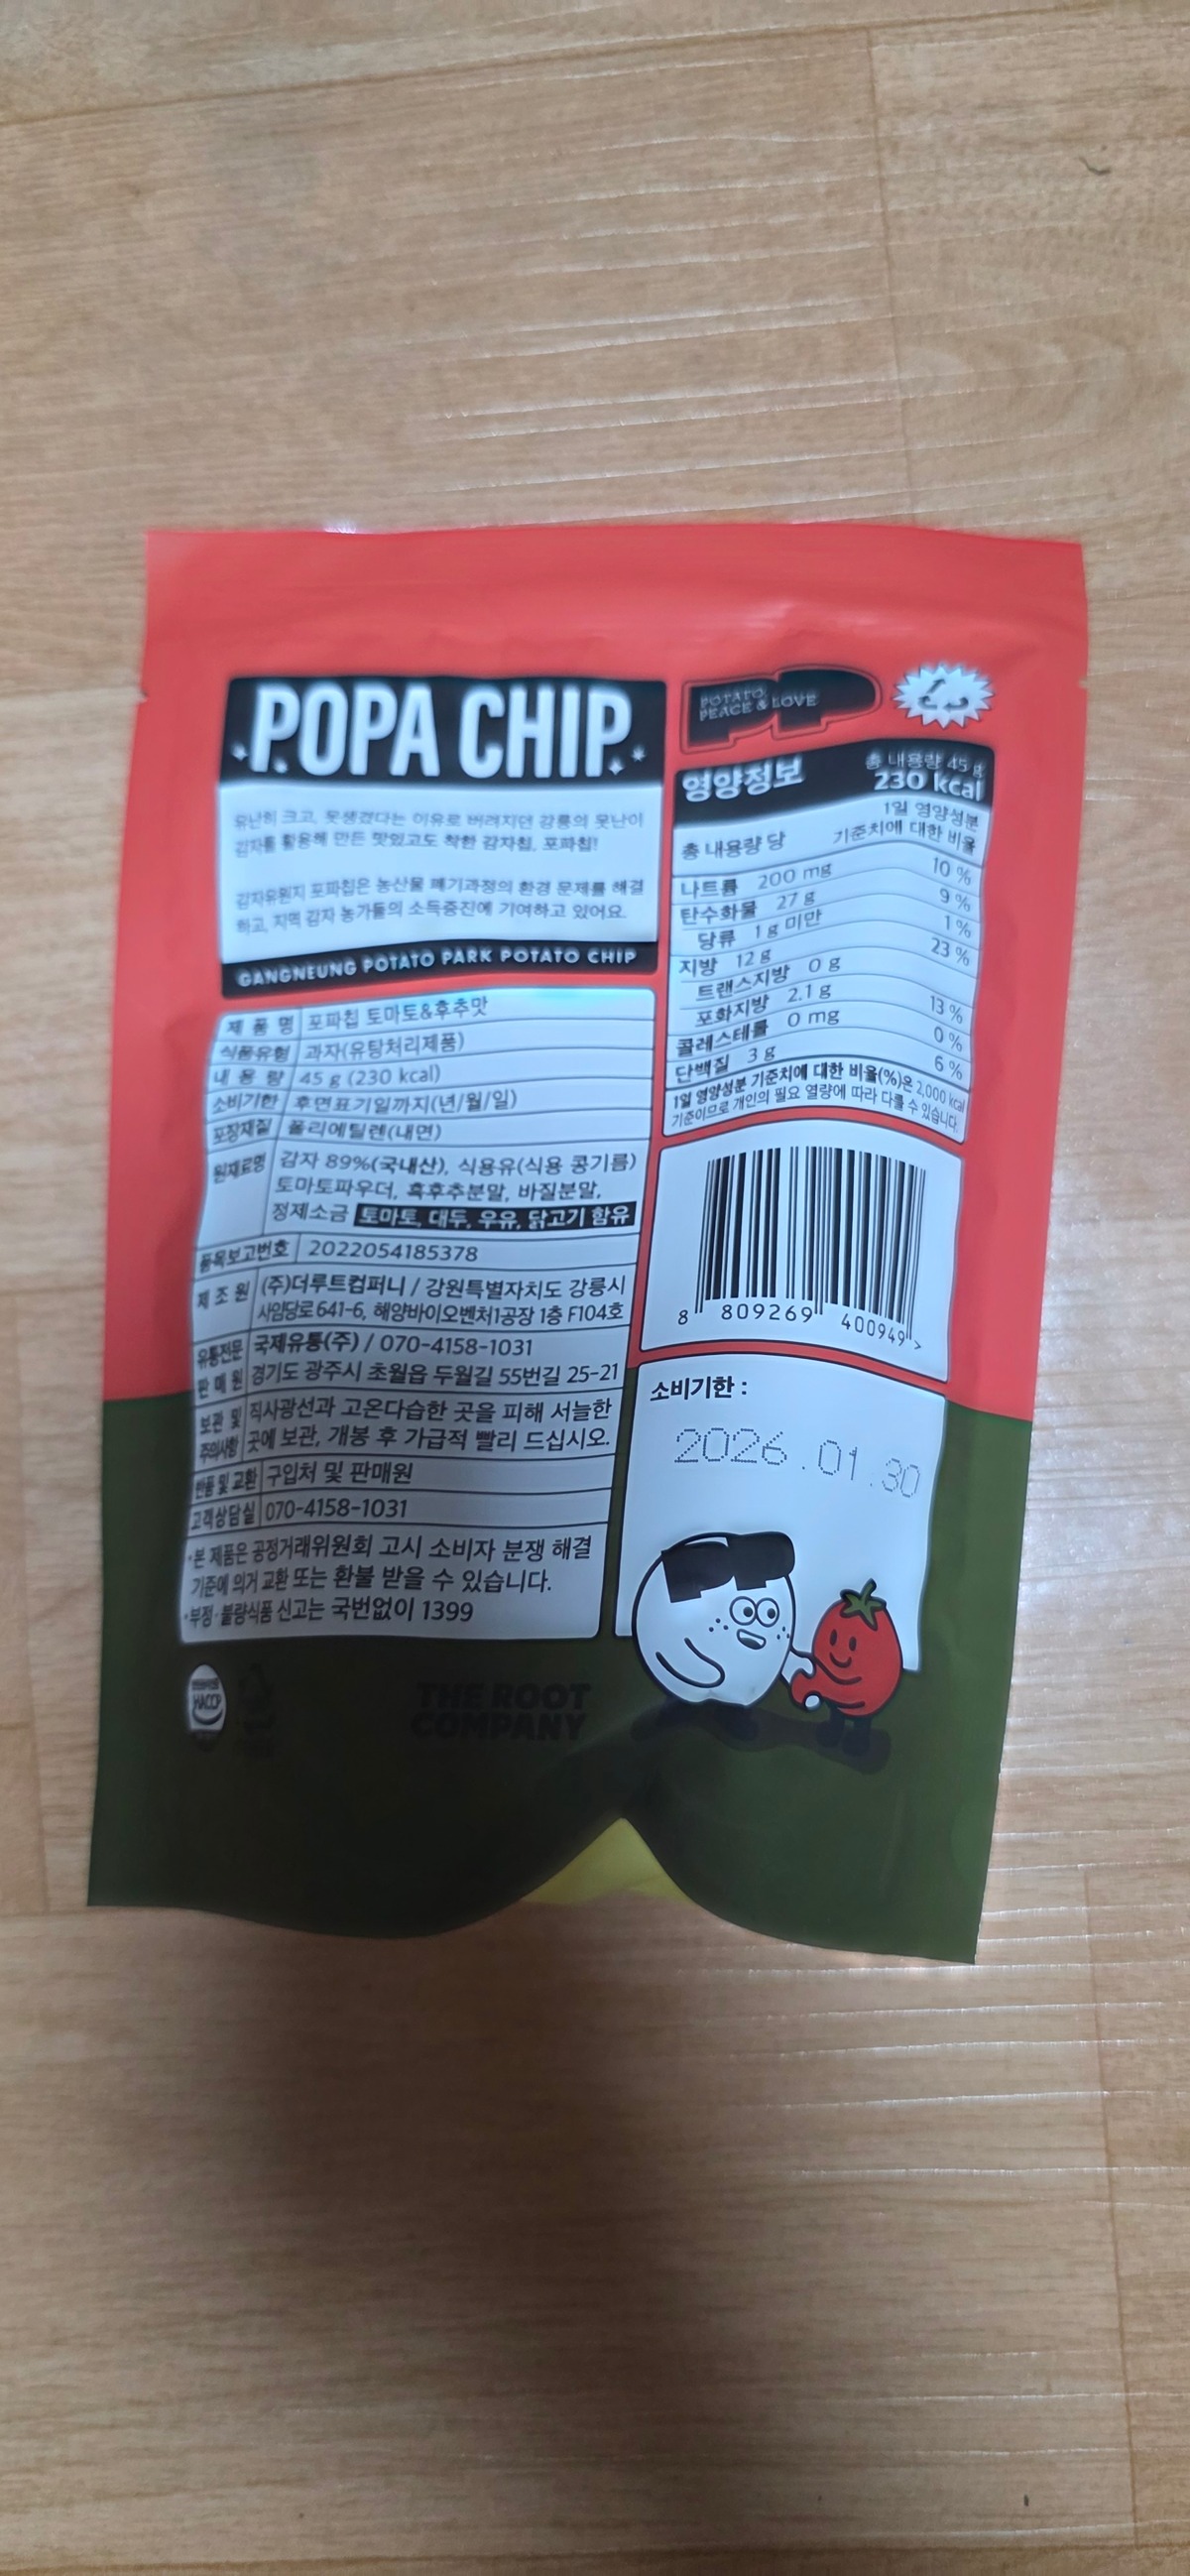 POPA CHIP
유난히 크고, 못생겼다는 이유로 버려지던 강릉의 못난이
감자를 활용해 만든 맛있고도 착한 감자칩, 포파칩!
감자유원지 포파칩은 농산물 폐기과정의 환경 문제를 해결
하고, 지역 감자 농가들의 소득증진에 기여하고 있어요.
GANGNEUNG POTATO PARK POTATO CHIP
제 품 명 포파칩 토마토&후추맛
식품유형 과자(유탕처리제품)
내 용 량 45 g (230 kcal)
소비기한 후면표기일까지(년/월/일)
포장재질 폴리에틸렌(내면)
원재료명 감자 89%(국내산), 식용유(식용 콩기름)
토마토파우더, 흑후추분말, 바질분말,
정제소금 토마토, 대두, 우유, 닭고기 함유
품목보고번호 2022054185378
제 조 원 (주)더루트컴퍼니 / 강원특별자치도 강릉시
사임당로 641-6, 해양바이오벤처1공장 1층 F104호
유통전문 국제유통(주) / 070-4158-1031
판 매 원 경기도 광주시 초월읍 두월길 55번길 25-21
보관 및 직사광선과 고온다습한 곳을 피해 서늘한
주의사항 곳에 보관, 개봉 후 가급적 빨리 드십시오.
반품 및 교환 구입처 및 판매원
고객상담실 070-4158-1031
·본 제품은 공정거래위원회 고시 소비자 분쟁 해결
기준에 의거 교환 또는 환불 받을 수 있습니다.
·부정·불량식품 신고는 국번없이 1399
HACCP
THE ROOT
COMPANY
POTATO,
PEACE & LOVE
PP
영양정보 총 내용량 45 g
230 kcal
총 내용량 당 1일 영양성분
기준치에 대한 비율
나트륨 200 mg 10 %
탄수화물 27 g 9 %
당류 1 g 미만 1 %
지방 12 g 23 %
트랜스지방 0 g
포화지방 2.1 g 13 %
콜레스테롤 0 mg 0 %
단백질 3 g 6 %
1일 영양성분 기준치에 대한 비율(%)은 2,000 kcal
기준이므로 개인의 필요 열량에 따라 다를 수 있습니다.
8 809269 400949 >
소비기한 :
2026.01.30